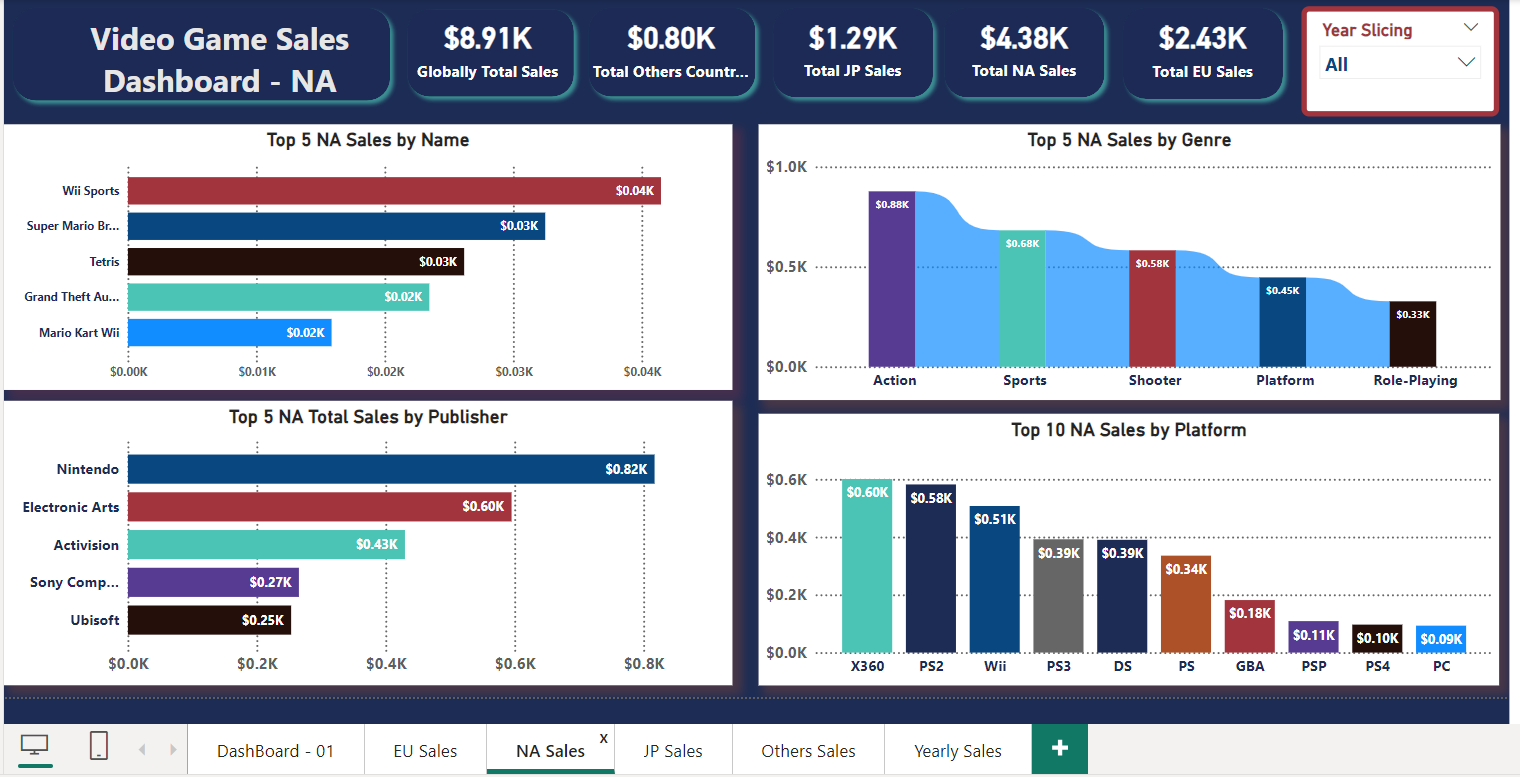 Video Game Sales
Dashboard - NA
$8.91K
Globally Total Sales
$0.80K
Total Others Countr...
$1.29K
Total JP Sales
$4.38K
Total NA Sales
$2.43K
Total EU Sales
Year Slicing
All
Top 5 NA Sales by Name
Wii Sports
$0.04K
Super Mario Br...
$0.03K
Tetris
$0.03K
Grand Theft Au...
$0.02K
Mario Kart Wii
$0.02K
$0.00K $0.01K $0.02K $0.03K $0.04K
Top 5 NA Sales by Genre
$1.0K
$0.5K
$0.0K
$0.88K
$0.68K
$0.58K
$0.45K
$0.33K
Action Sports Shooter Platform Role-Playing
Top 5 NA Total Sales by Publisher
Nintendo
$0.82K
Electronic Arts
$0.60K
Activision
$0.43K
Sony Comp...
$0.27K
Ubisoft
$0.25K
$0.0K $0.2K $0.4K $0.6K $0.8K
Top 10 NA Sales by Platform
$0.6K
$0.4K
$0.2K
$0.0K
$0.60K
$0.58K
$0.51K
$0.39K
$0.39K
$0.34K
$0.18K
$0.11K
$0.10K
$0.09K
X360 PS2 Wii PS3 DS PS GBA PSP PS4 PC
DashBoard - 01
EU Sales
NA Sales
x
JP Sales
Others Sales
Yearly Sales
+